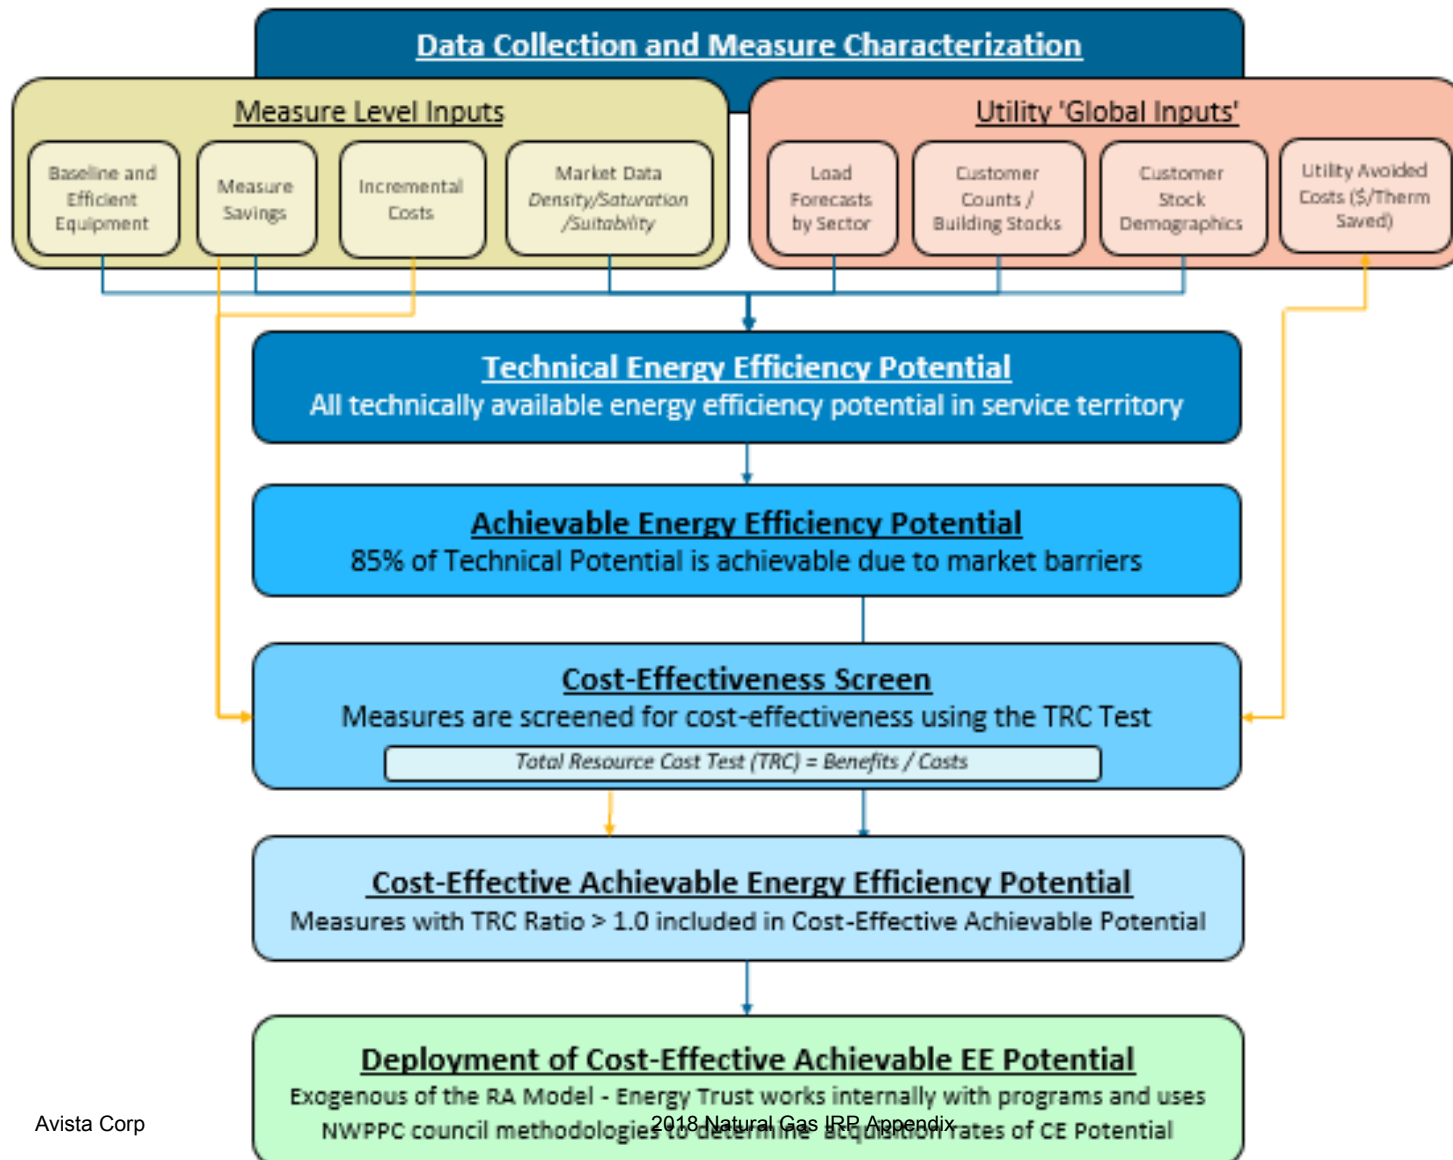 Data Collection and Measure Characterization
Measure Level Inputs
Baseline and
Efficient
Equipment
Measure
Savings
Incremental
Costs
Market Data
Density/Saturation
/Suitability
Utility 'Global Inputs'
Load
Forecasts
by Sector
Customer
Counts /
Building Stocks
Customer
Stock
Demographics
Utility Avoided
Costs ($/Therm
Saved)
Technical Energy Efficiency Potential
All technically available energy efficiency potential in service territory
Achievable Energy Efficiency Potential
85% of Technical Potential is achievable due to market barriers
Cost-Effectiveness Screen
Measures are screened for cost-effectiveness using the TRC Test
Total Resource Cost Test (TRC) = Benefits / Costs
Cost-Effective Achievable Energy Efficiency Potential
Measures with TRC Ratio > 1.0 included in Cost-Effective Achievable Potential
Deployment of Cost-Effective Achievable EE Potential
Exogenous of the RA Model - Energy Trust works internally with programs and uses
NWPPC council methodologies to determine acquisition rates of CE Potential
Avista Corp
2018 Natural Gas IRP Appendix